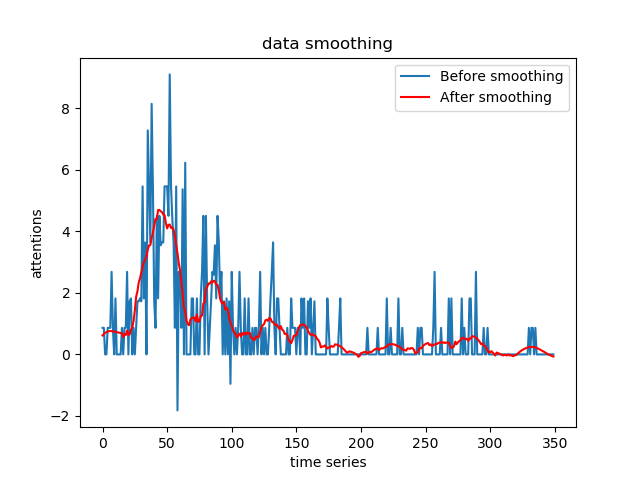 data smoothing
Before smoothing
After smoothing
attentions
8
6
4
2
0
−2
0 50 100 150 200 250 300 350
time series